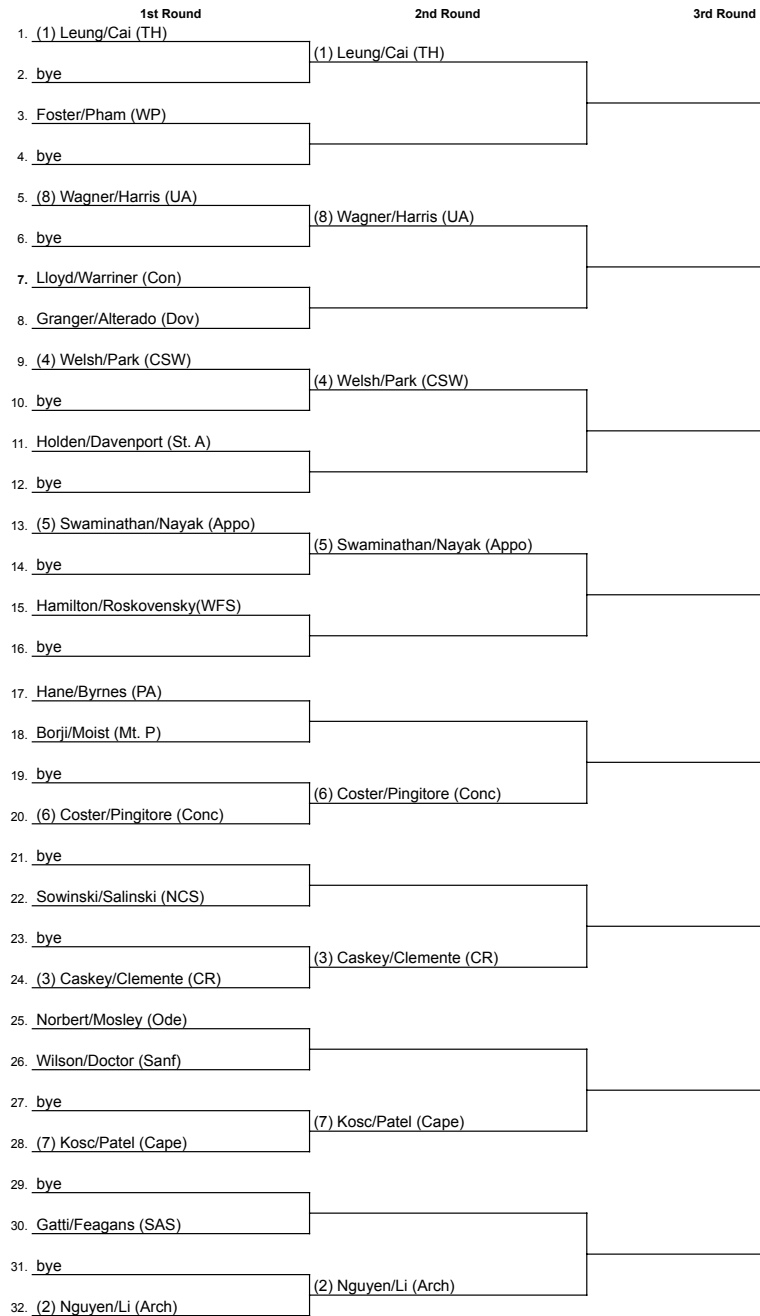 1st Round 2nd Round 3rd Round
1. (1) Leung/Cai (TH)
(1) Leung/Cai (TH)
2. bye
3. Foster/Pham (WP)
4. bye
5. (8) Wagner/Harris (UA)
(8) Wagner/Harris (UA)
6. bye
7. Lloyd/Warriner (Con)
8. Granger/Alterado (Dov)
9. (4) Welsh/Park (CSW)
(4) Welsh/Park (CSW)
10. bye
11. Holden/Davenport (St. A)
12. bye
13. (5) Swaminathan/Nayak (Appo)
(5) Swaminathan/Nayak (Appo)
14. bye
15. Hamilton/Roskovensky(WFS)
16. bye
17. Hane/Byrnes (PA)
18. Borji/Moist (Mt. P)
19. bye
(6) Coster/Pingitore (Conc)
20. (6) Coster/Pingitore (Conc)
21. bye
22. Sowinski/Salinski (NCS)
23. bye
(3) Caskey/Clemente (CR)
24. (3) Caskey/Clemente (CR)
25. Norbert/Mosley (Ode)
26. Wilson/Doctor (Sanf)
27. bye
(7) Kosc/Patel (Cape)
28. (7) Kosc/Patel (Cape)
29. bye
30. Gatti/Feagans (SAS)
31. bye
(2) Nguyen/Li (Arch)
32. (2) Nguyen/Li (Arch)